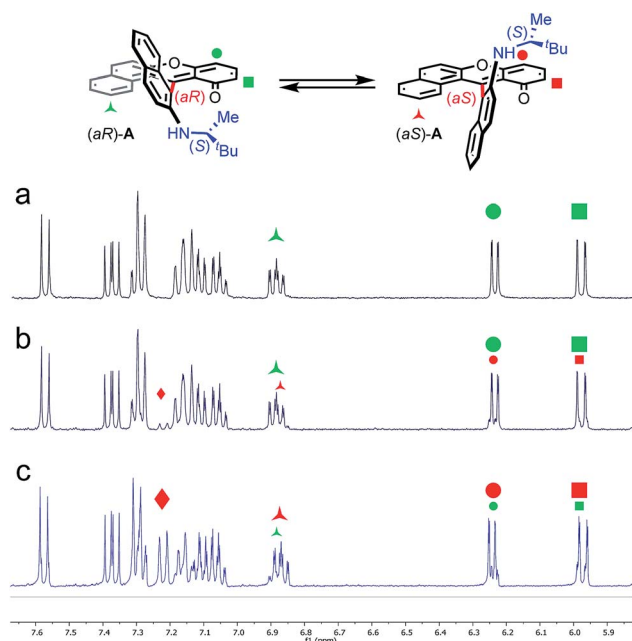 (S)
Me
NH
tBu
O
O
(aR)
(aS)
O
O
Me
HN
(aR)-A
(S)
tBu
(aS)-A
a
b
c
7.6 7.5 7.4 7.3 7.2 7.1 7.0 6.9 6.8 6.7 6.6 6.5 6.4 6.3 6.2 6.1 6.0 5.9
f1 (ppm)